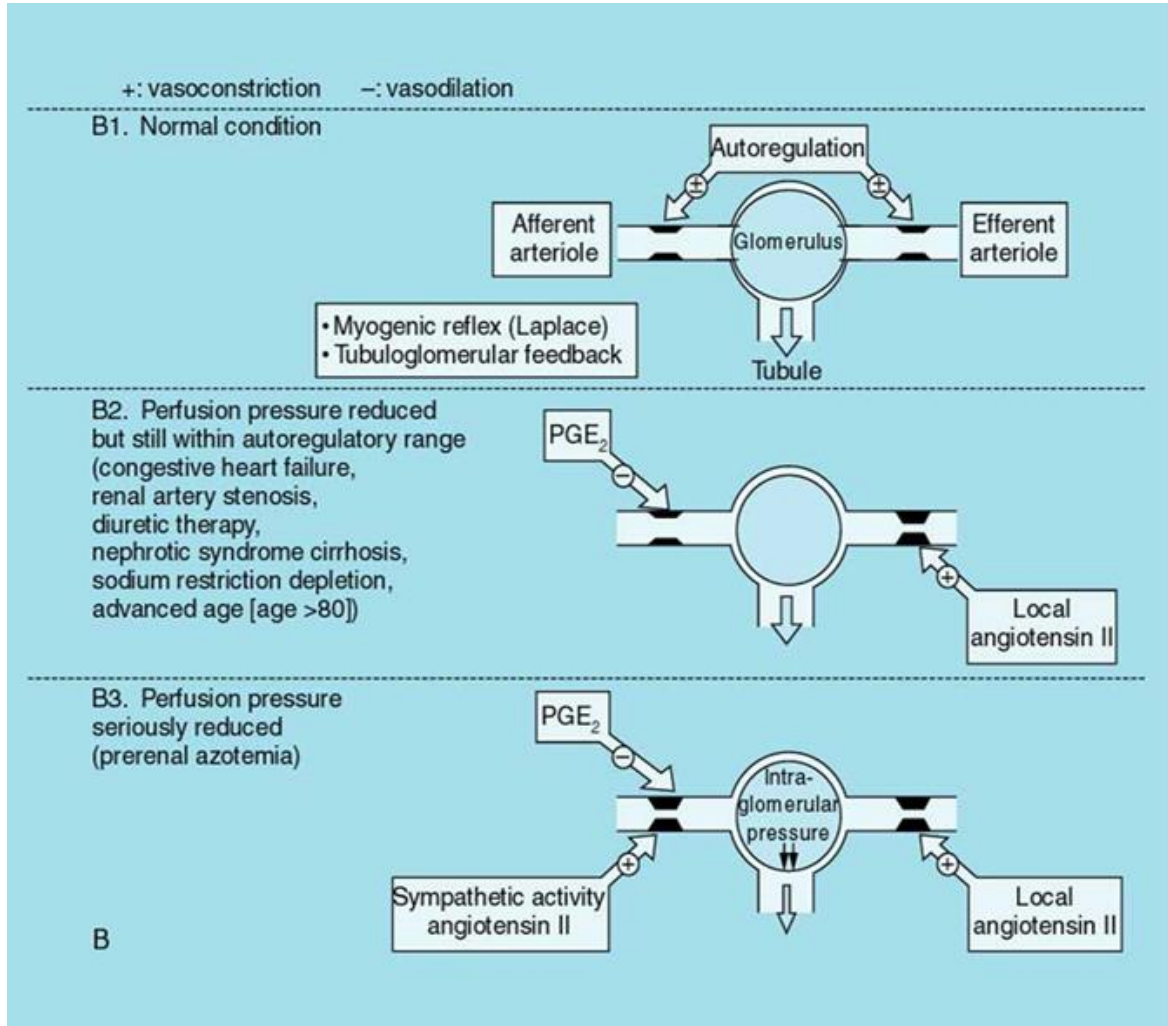 +: vasoconstriction –: vasodilation
B1. Normal condition
Autoregulation
±
±
Afferent
arteriole
Glomerulus
Efferent
arteriole
• Myogenic reflex (Laplace)
• Tubuloglomerular feedback
Tubule
B2. Perfusion pressure reduced
but still within autoregulatory range
(congestive heart failure,
renal artery stenosis,
diuretic therapy,
nephrotic syndrome cirrhosis,
sodium restriction depletion,
advanced age [age >80])
PGE₂
–
+
Local
angiotensin II
B3. Perfusion pressure
seriously reduced
(prerenal azotemia)
PGE₂
–
Intra-
glomerular
pressure
+
+
Sympathetic activity
angiotensin II
Local
angiotensin II
B